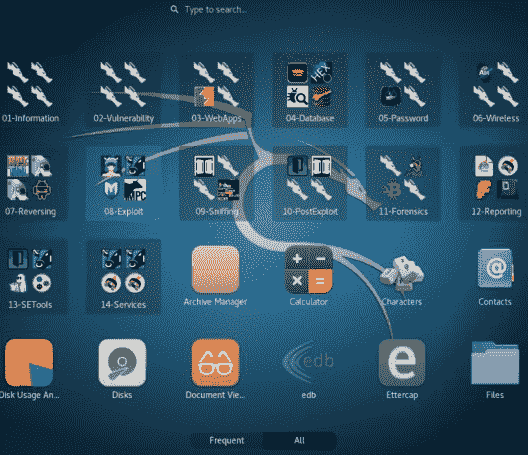 Type to search...
01-Information
02-Vulnerability
03-WebApps
04-Database
05-Password
06-Wireless
07-Reversing
08-Exploit
09-Sniffing
10-PostExploit
11-Forensics
12-Reporting
13-SETools
14-Services
Archive Manager
Calculator
Characters
Contacts
Disk Usage An...
Disks
Document Vie...
edb
edb
Ettercap
Files
Frequent
All